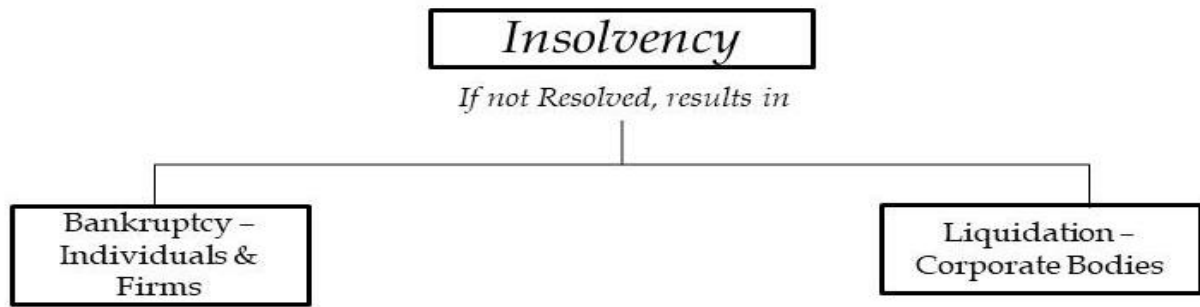 Insolvency
If not Resolved, results in
Bankruptcy –
Individuals &
Firms
Liquidation –
Corporate Bodies